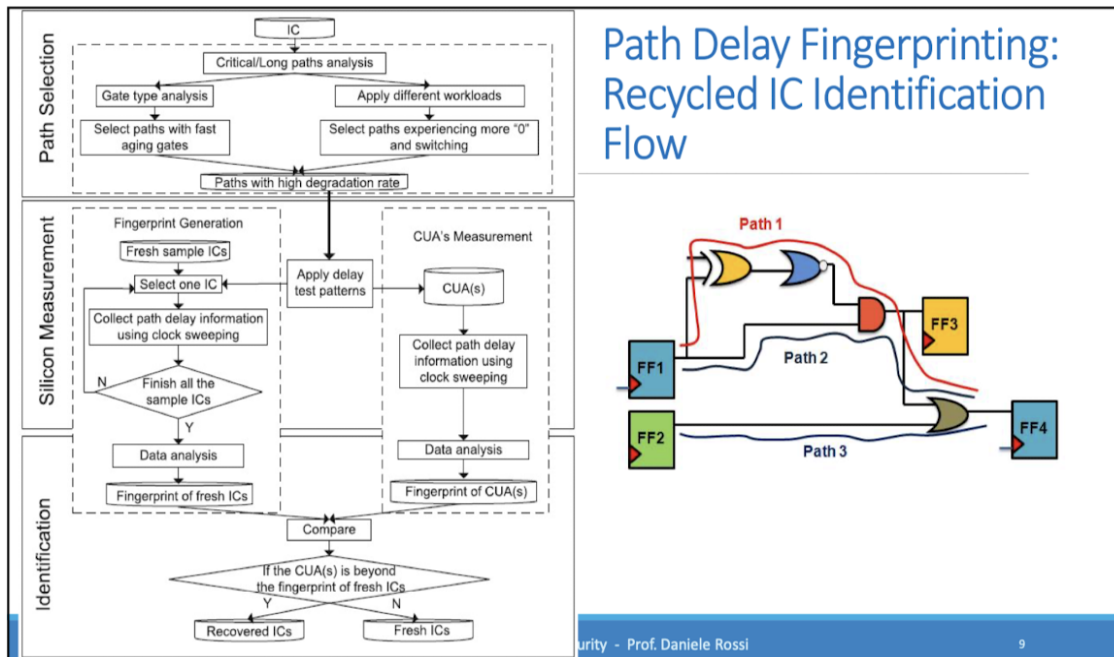 Path Delay Fingerprinting:
Recycled IC Identification
Flow
Path Selection
IC
Critical/Long paths analysis
Gate type analysis
Apply different workloads
Select paths with fast
aging gates
Select paths experiencing more "0"
and switching
Paths with high degradation rate
Silicon Measurement
Fingerprint Generation
Fresh sample ICs
Select one IC
Collect path delay information
using clock sweeping
N
Finish all the
sample ICs
Y
Data analysis
Fingerprint of fresh ICs
Apply delay
test patterns
CUA's Measurement
CUA(s)
Collect path delay
information using
clock sweeping
Data analysis
Fingerprint of CUA(s)
Identification
Compare
If the CUA(s) is beyond
the fingerprint of fresh ICs
Y
N
Recovered ICs
Fresh ICs
Path 1
FF3
FF1
Path 2
FF2
Path 3
FF4
urity - Prof. Daniele Rossi
9